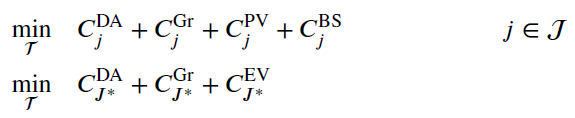 min_𝒯 C_j^DA + C_j^Gr + C_j^PV + C_j^BS j ∈ 𝒥
min_𝒯 C_{J*}^DA + C_{J*}^Gr + C_{J*}^EV